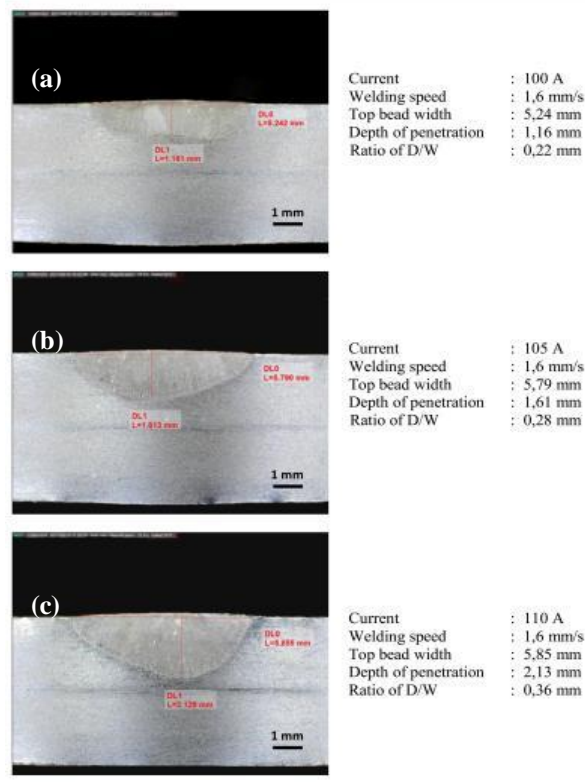 (a)
DL0
L=5.242 mm
DL1
L=1.161 mm
1 mm
Current : 100 A
Welding speed : 1,6 mm/s
Top bead width : 5,24 mm
Depth of penetration : 1,16 mm
Ratio of D/W : 0,22 mm
(b)
DL0
L=5.790 mm
DL1
L=1.613 mm
1 mm
Current : 105 A
Welding speed : 1,6 mm/s
Top bead width : 5,79 mm
Depth of penetration : 1,61 mm
Ratio of D/W : 0,28 mm
(c)
DL0
DL1
L=2.128 mm
1 mm
Current : 110 A
Welding speed : 1,6 mm/s
Top bead width : 5,85 mm
Depth of penetration : 2,13 mm
Ratio of D/W : 0,36 mm